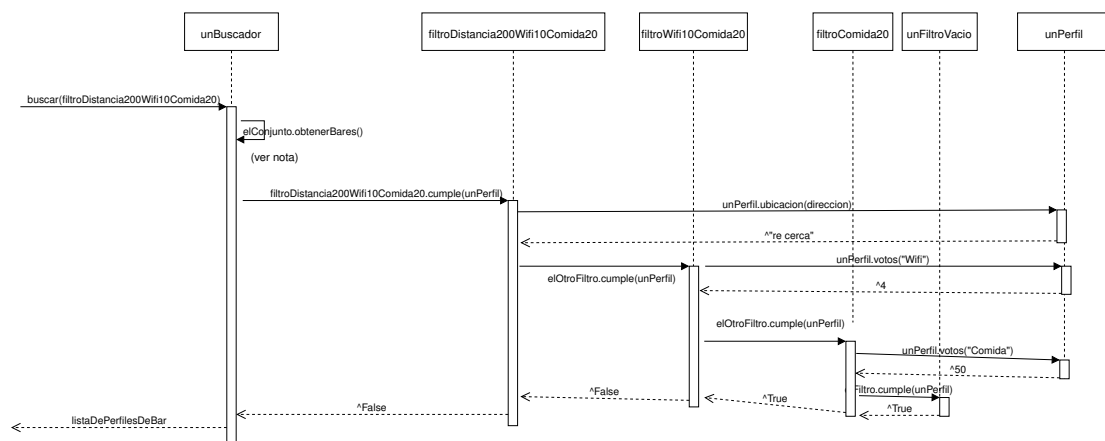 unBuscador
filtroDistancia200Wifi10Comida20
filtroWifi10Comida20
filtroComida20
unFiltroVacio
unPerfil
buscar(filtroDistancia200Wifi10Comida20)
elConjunto.obtenerBares()
(ver nota)
filtroDistancia200Wifi10Comida20.cumple(unPerfil)
unPerfil.ubicacion(direccion)
^"re cerca"
elOtroFiltro.cumple(unPerfil)
unPerfil.votos("Wifi")
^4
elOtroFiltro.cumple(unPerfil)
unPerfil.votos("Comida")
^50
Filtro.cumple(unPerfil)
^True
^True
^False
^False
listaDePerfilesDeBar